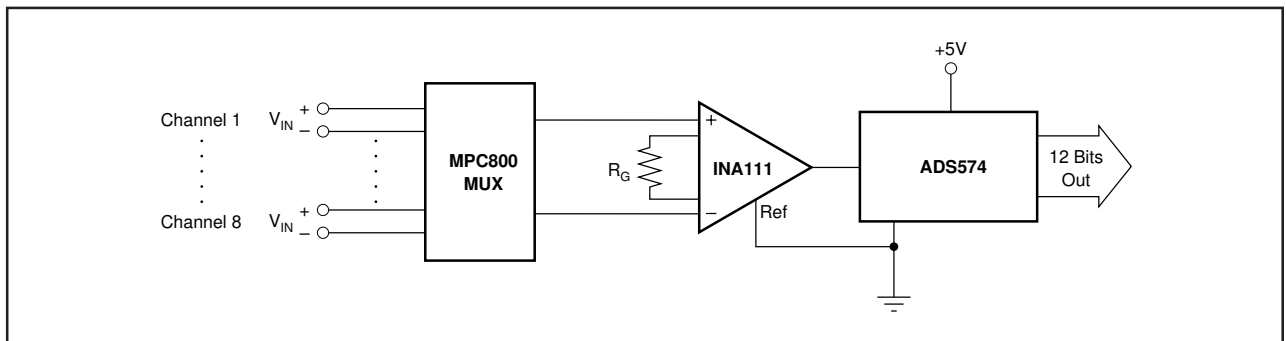 +5V
Channel 1 V_IN + –
MPC800 MUX
R_G
+
–
INA111
Ref
ADS574
12 Bits Out
Channel 8 V_IN + –